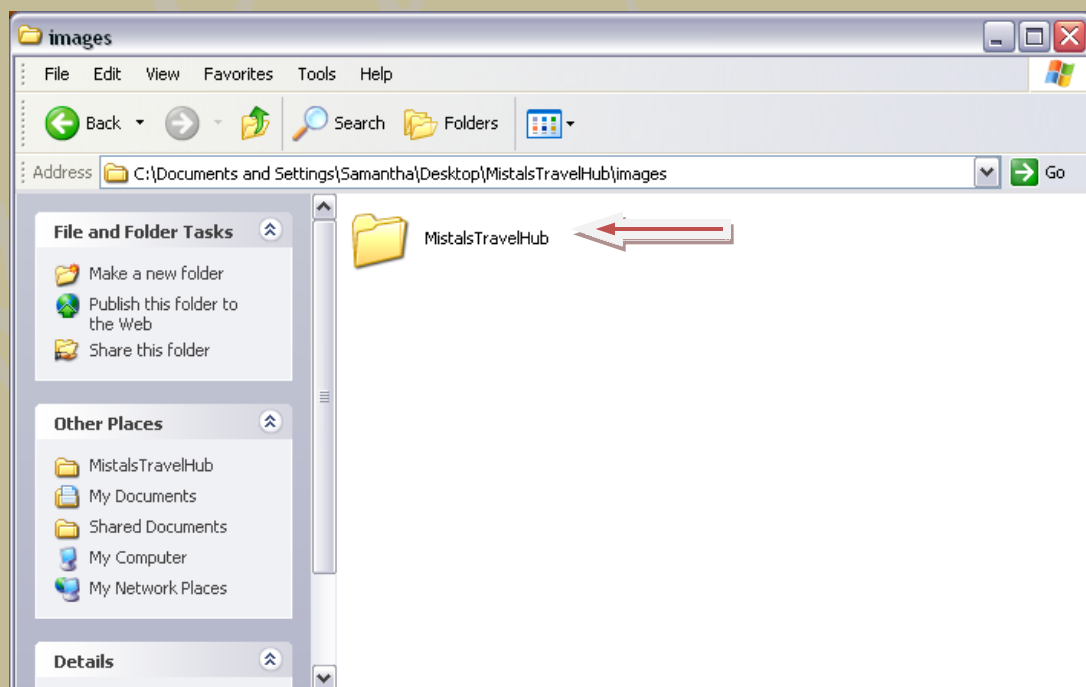 images
File Edit View Favorites Tools Help
Back Search Folders
Address C:\Documents and Settings\Samantha\Desktop\MistalsTravelHub\images Go
File and Folder Tasks
Make a new folder
Publish this folder to
the Web
Share this folder
Other Places
MistalsTravelHub
My Documents
Shared Documents
My Computer
My Network Places
Details
MistalsTravelHub